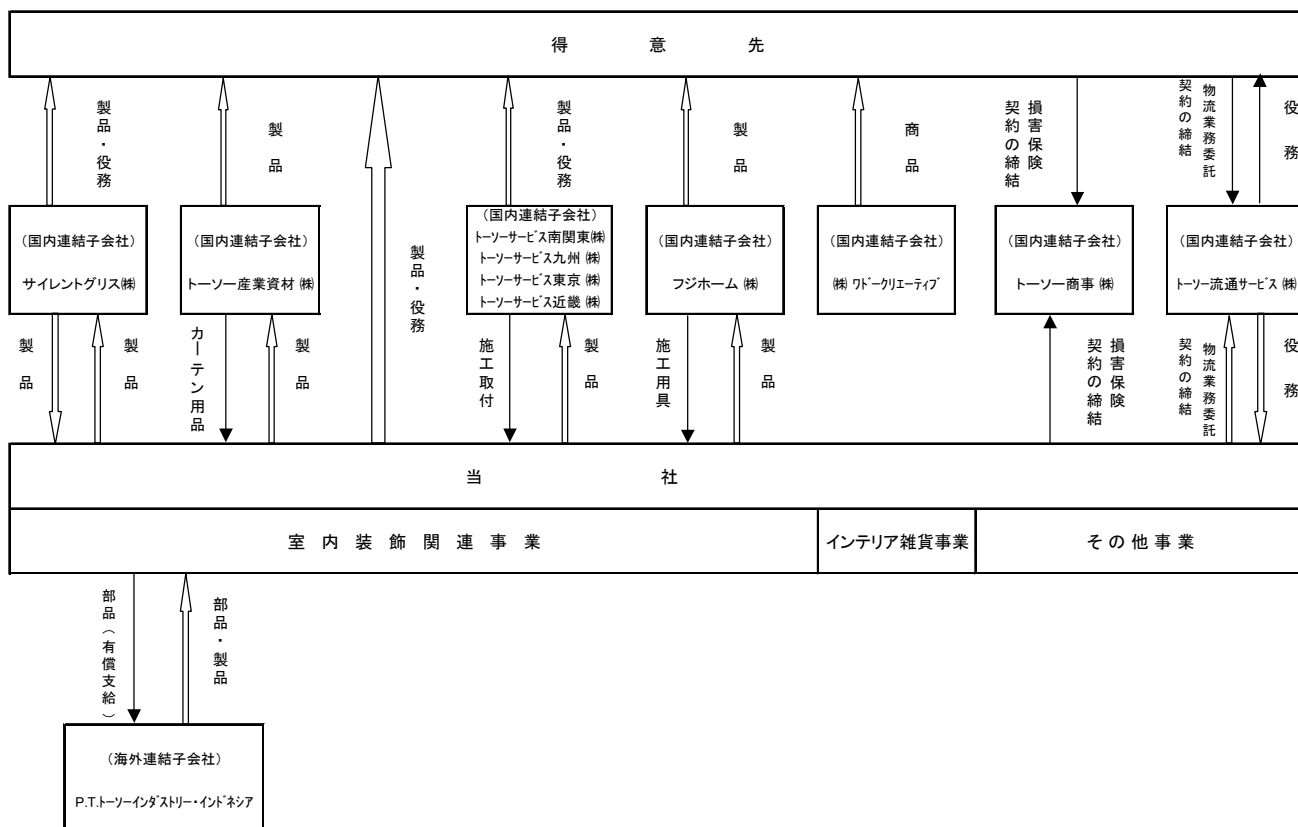 得意先
製品・役務
製品
製品・役務
製品・役務
製品
商品
損害保険
契約の締結
物流業務委託
契約の締結
役務
(国内連結子会社)
サイレントグリス㈱
(国内連結子会社)
トーソー産業資材 ㈱
(国内連結子会社)
トーソーサービス南関東㈱
トーソーサービス九州 ㈱
トーソーサービス東京 ㈱
トーソーサービス近畿 ㈱
(国内連結子会社)
フジホーム ㈱
(国内連結子会社)
㈱ ワドークリエーティブ
(国内連結子会社)
トーソー商事 ㈱
(国内連結子会社)
トーソー流通サービス ㈱
製品
製品
カーテン用品
製品
施工取付
製品
施工用具
製品
損害保険
契約の締結
物流業務委託
契約の締結
役務
当社
室内装飾関連事業
インテリア雑貨事業
その他事業
部品(有償支給)
部品・製品
(海外連結子会社)
P.T.トーソーインダストリー・インドネシア